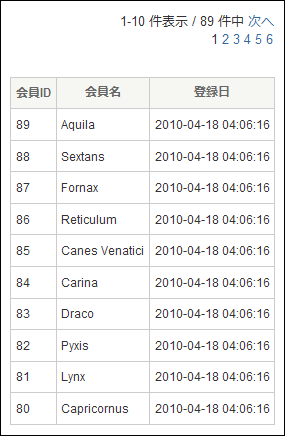 1-10 件表示 / 89 件中 次へ
1 2 3 4 5 6
会員ID 会員名 登録日
89 Aquila 2010-04-18 04:06:16
88 Sextans 2010-04-18 04:06:16
87 Fornax 2010-04-18 04:06:16
86 Reticulum 2010-04-18 04:06:16
85 Canes Venatici 2010-04-18 04:06:16
84 Carina 2010-04-18 04:06:16
83 Draco 2010-04-18 04:06:16
82 Pyxis 2010-04-18 04:06:16
81 Lynx 2010-04-18 04:06:16
80 Capricornus 2010-04-18 04:06:16